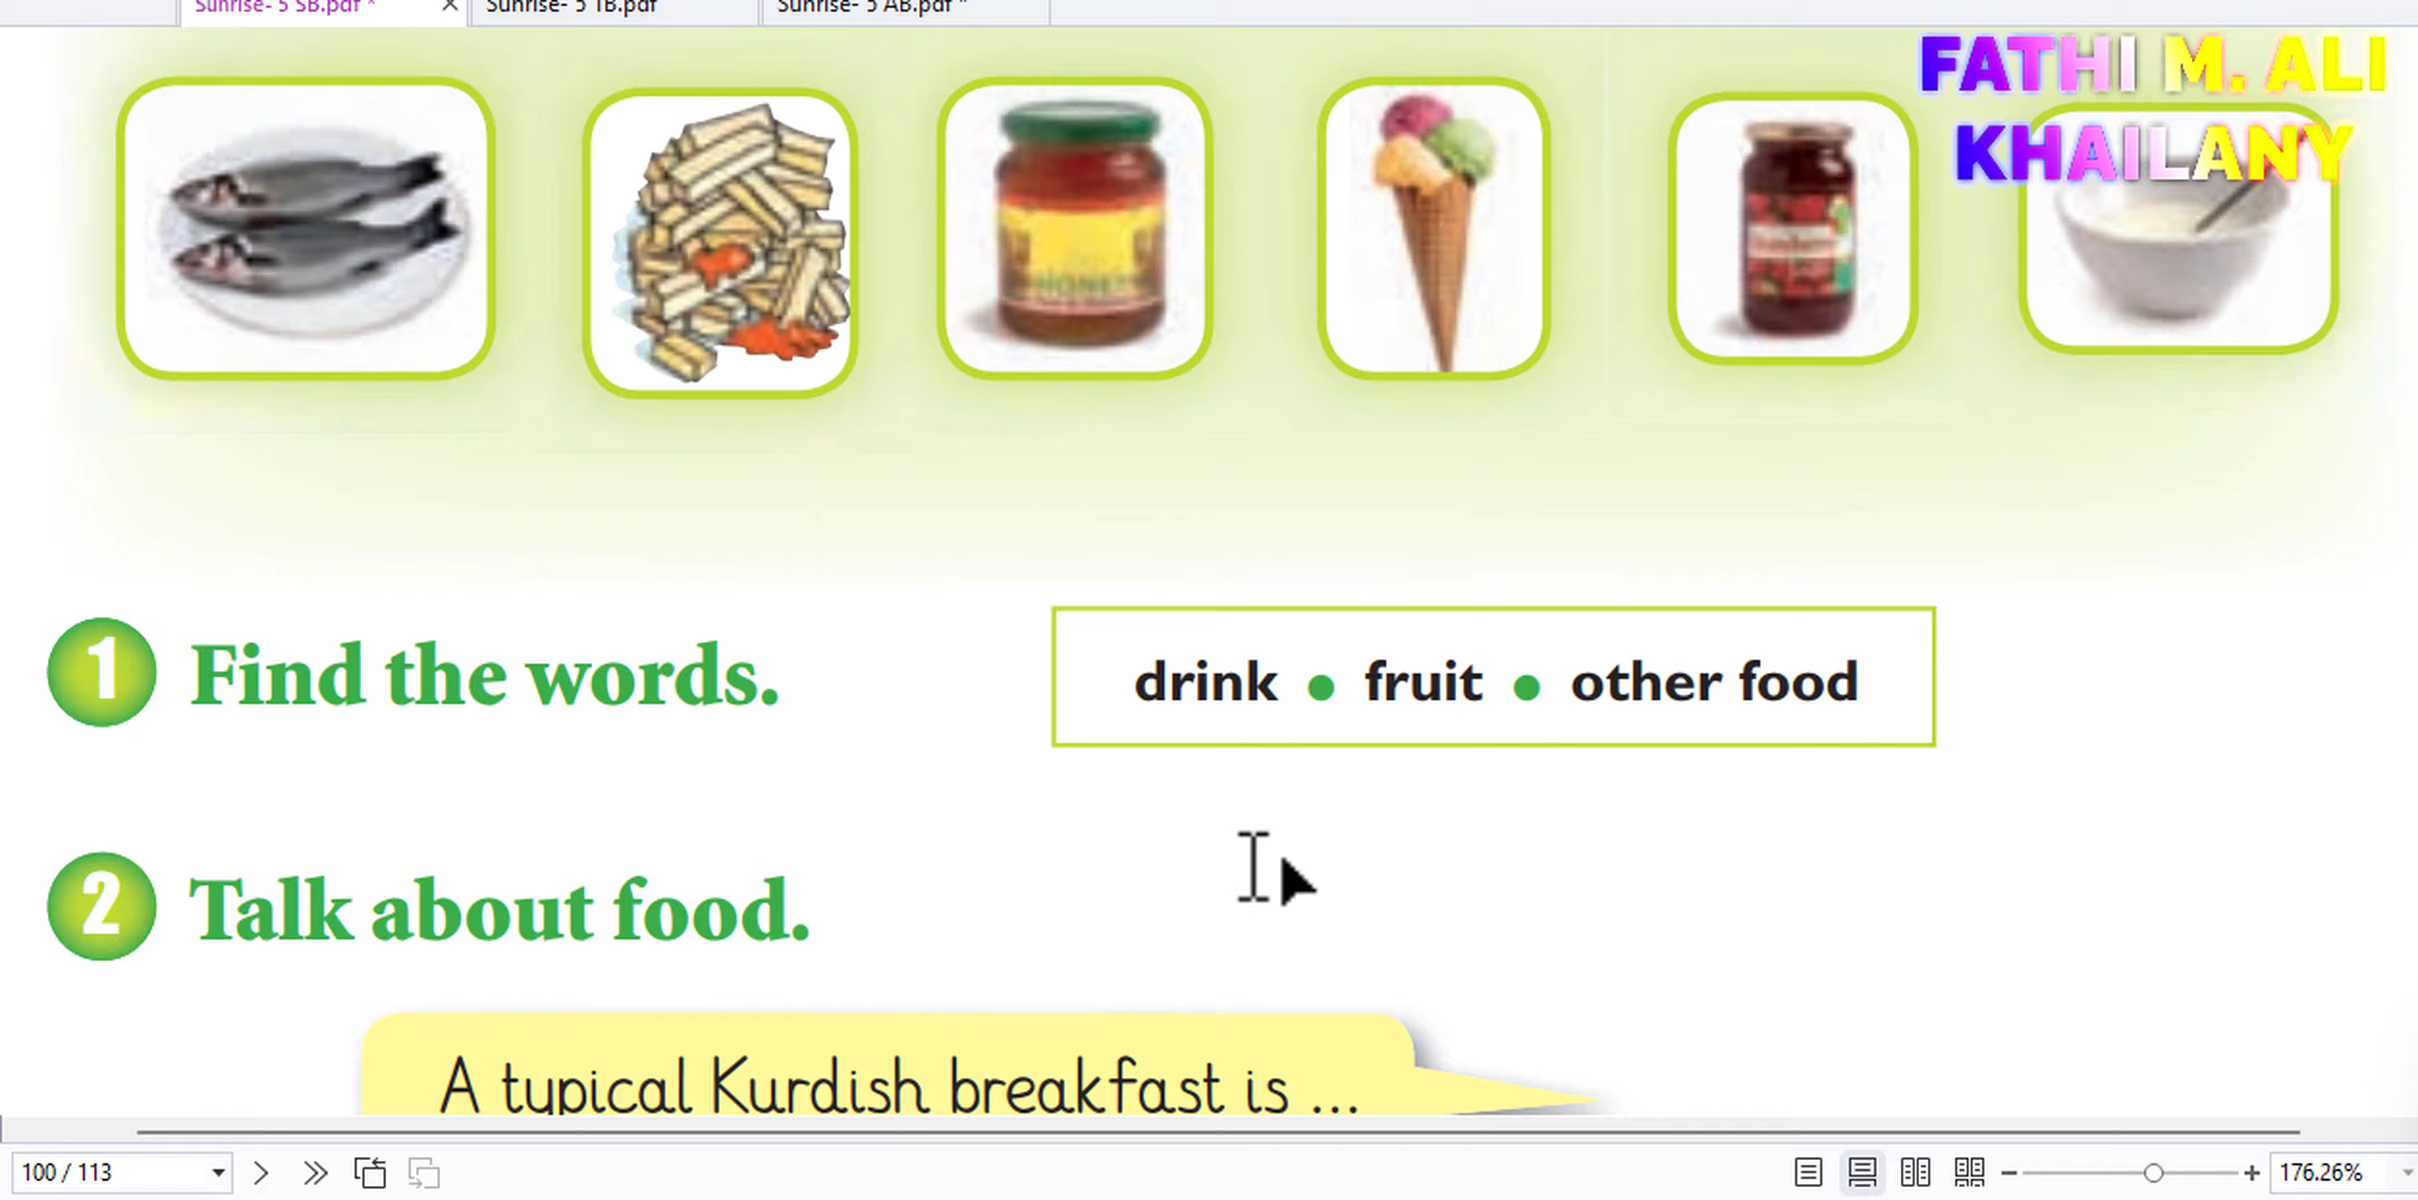 Sunrise- 5 SB.pdf *
Sunrise- 5 TB.pdf
Sunrise- 5 AB.pdf *
FATHI M. ALI
KHAILANY
HONEY
1 Find the words.
drink • fruit • other food
2 Talk about food.
A typical Kurdish breakfast is ...
100 / 113
176.26%